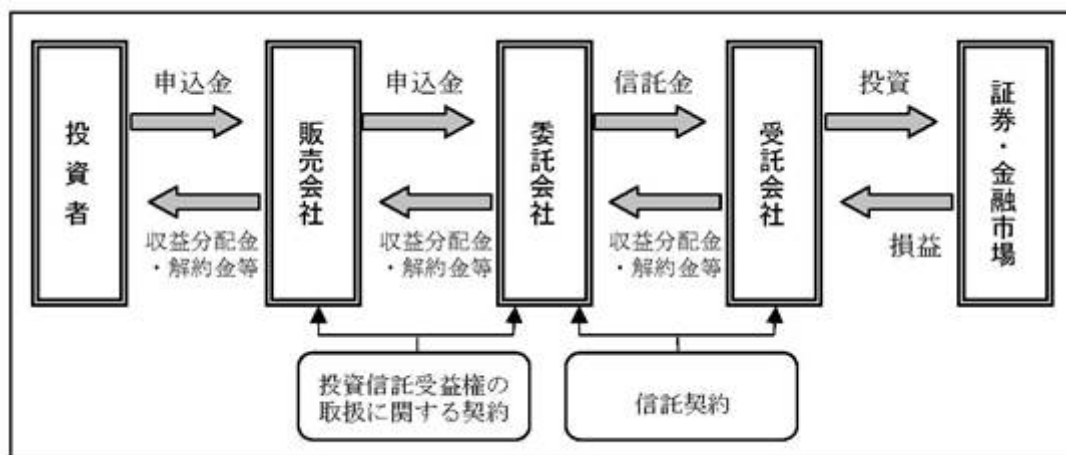 申込金
申込金
信託金
投資
投資者
販売会社
委託会社
受託会社
証券・金融市場
収益分配金
・解約金等
収益分配金
・解約金等
収益分配金
・解約金等
損益
投資信託受益権の
取扱に関する契約
信託契約